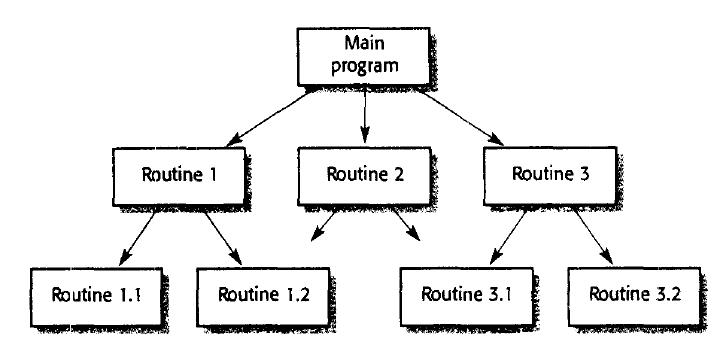 Main
program
Routine 1
Routine 2
Routine 3
Routine 1.1
Routine 1.2
Routine 3.1
Routine 3.2